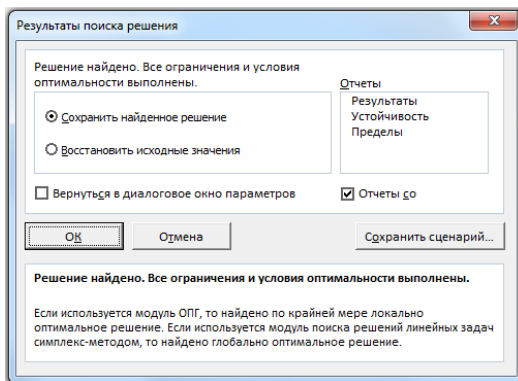 Результаты поиска решения
Решение найдено. Все ограничения и условия
оптимальности выполнены.
Сохранить найденное решение
Восстановить исходные значения
Отчеты
Результаты
Устойчивость
Пределы
Вернуться в диалоговое окно параметров
Отчеты со
ОК
Отмена
Сохранить сценарий...
Решение найдено. Все ограничения и условия оптимальности выполнены.
Если используется модуль ОПГ, то найдено по крайней мере локально
оптимальное решение. Если используется модуль поиска решений линейных задач
симплекс-методом, то найдено глобально оптимальное решение.